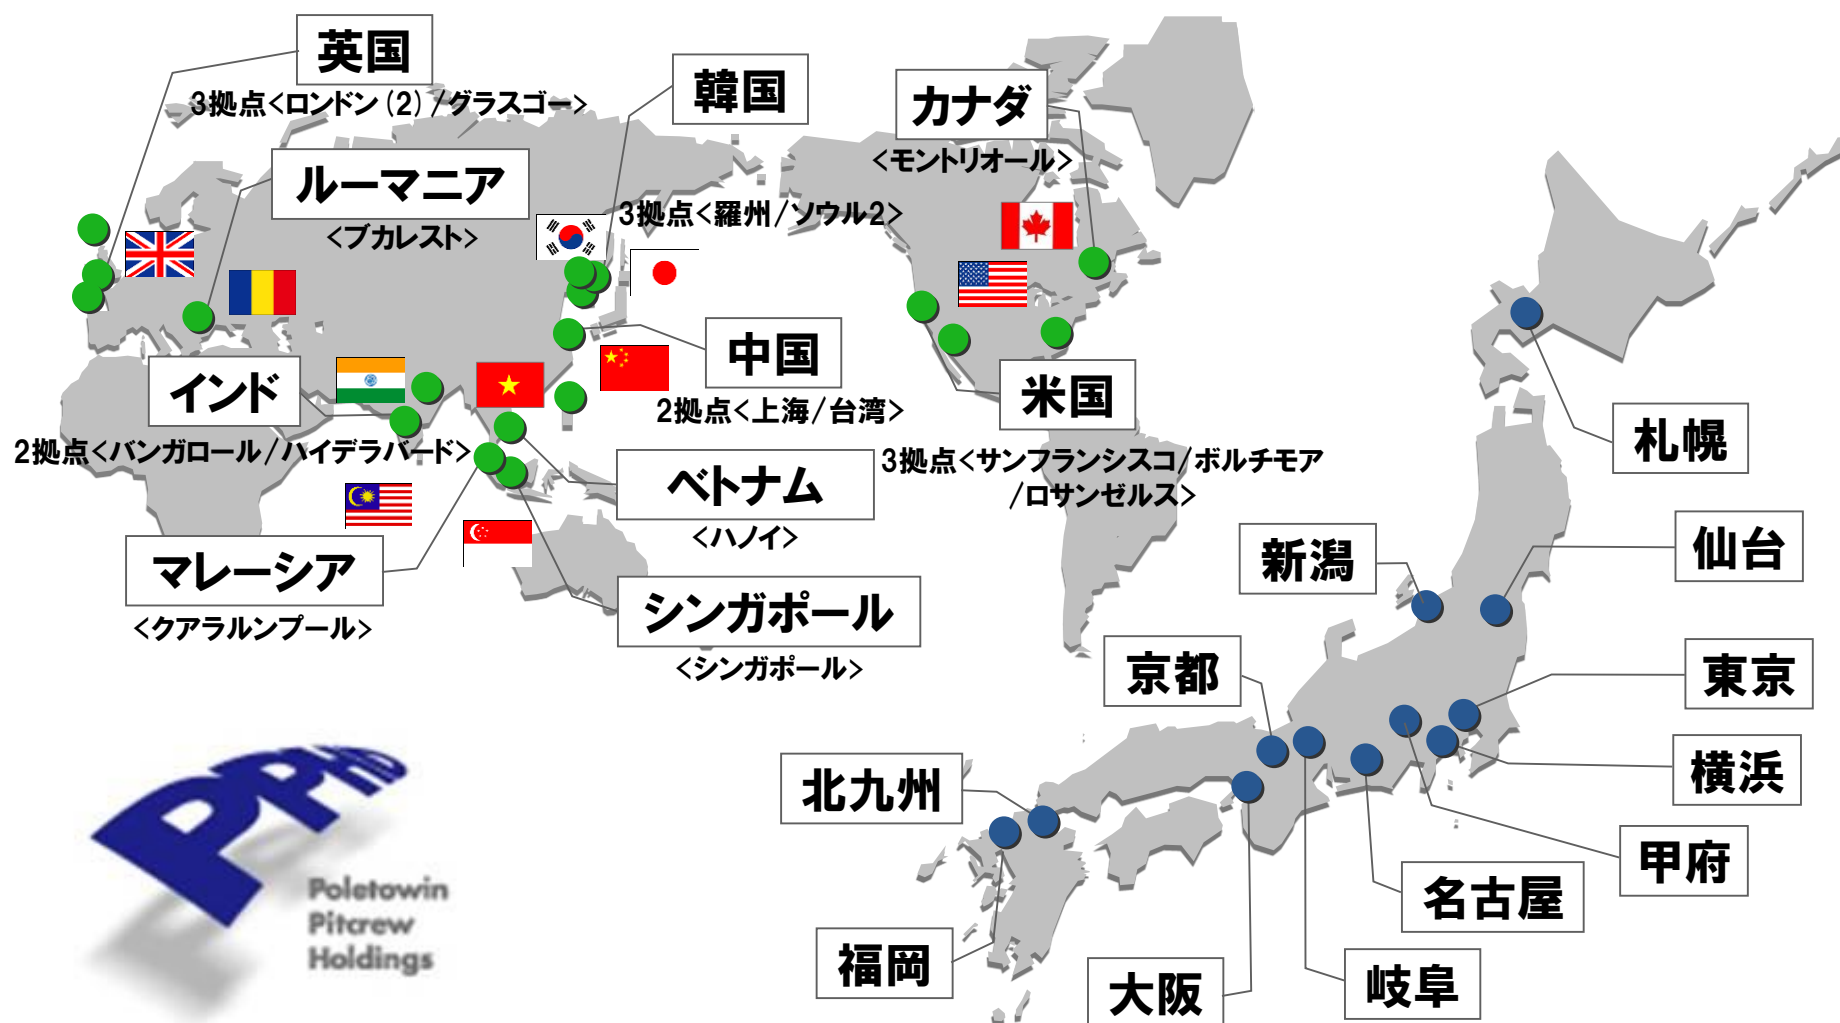 英国
3拠点<ロンドン(2)/グラスゴー>
韓国
3拠点<羅州/ソウル2>
カナダ
<モントリオール>
ルーマニア
<ブカレスト>
中国
2拠点<上海/台湾>
インド
2拠点<バンガロール/ハイデラバード>
米国
3拠点<サンフランシスコ/ボルチモア
/ロサンゼルス>
ベトナム
<ハノイ>
マレーシア
<クアラルンプール>
シンガポール
<シンガポール>
札幌
仙台
新潟
京都
東京
横浜
北九州
甲府
名古屋
福岡
大阪
岐阜
PPHD
Poletowin
Pitcrew
Holdings